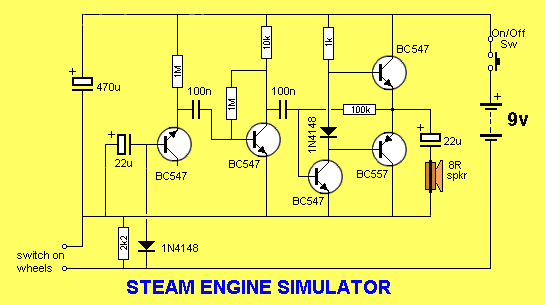 On/Off
Sw
BC547
1M
10k
1k
+
470u
100n
100n
100k
+
9v
1M
1N4148
+
22u
+
22u
BC547
BC547
BC547
BC557
8R
spkr
2k2
1N4148
switch on
wheels
STEAM ENGINE SIMULATOR